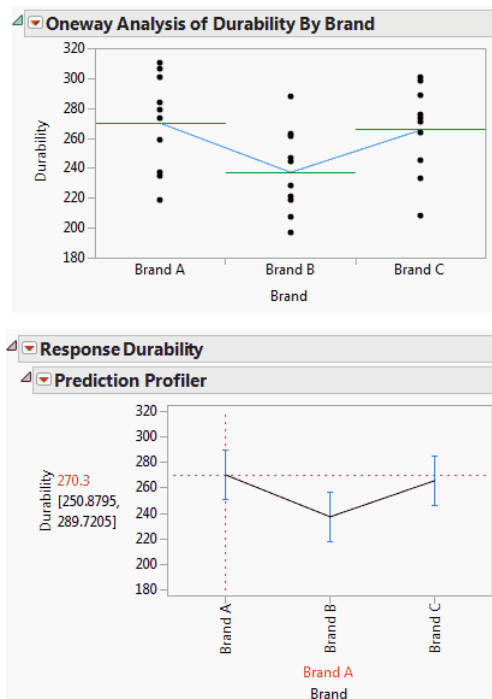 Oneway Analysis of Durability By Brand
320
300
280
260
240
220
200
180
Durability
Brand A Brand B Brand C
Brand
Response Durability
Prediction Profiler
320
300
280
260
240
220
200
180
Durability
270.3
[250.8795,
289.7205]
Brand A
Brand B
Brand C
Brand A
Brand